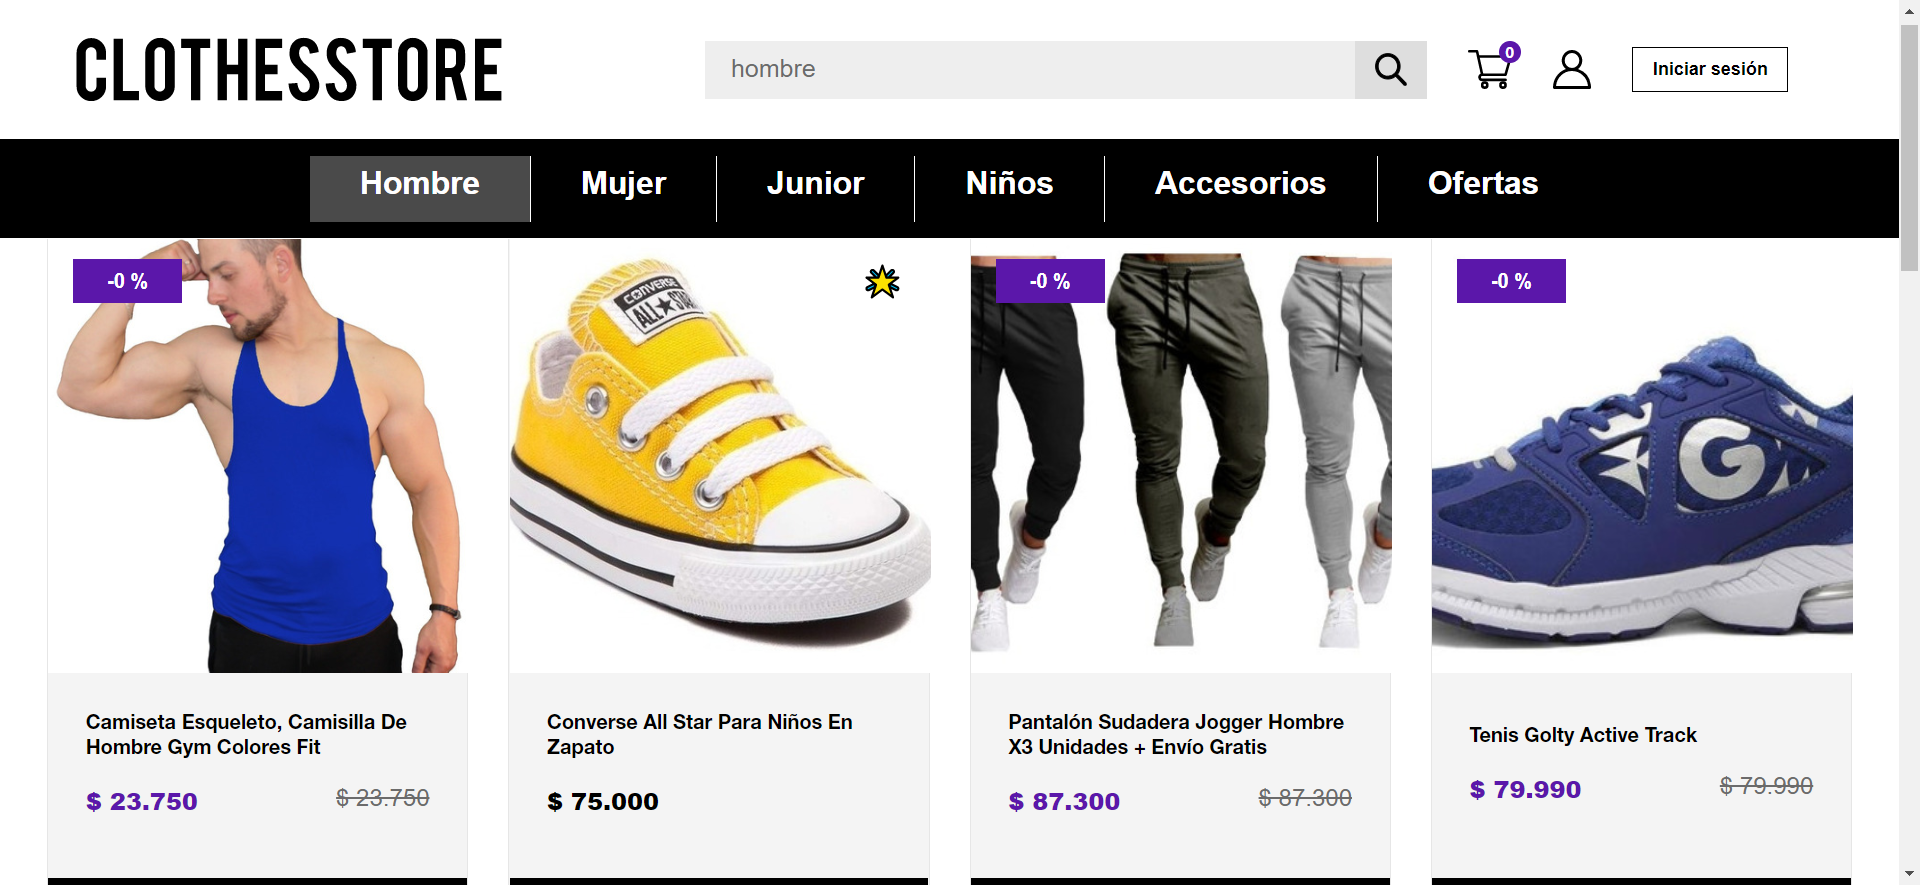 CLOTHESSTORE
hombre
0
Iniciar sesión
Hombre
Mujer
Junior
Niños
Accesorios
Ofertas
-0 %
CONVERSE
ALL STAR
-0 %
-0 %
G
Camiseta Esqueleto, Camisilla De
Hombre Gym Colores Fit
$ 23.750
$ 23.750
Converse All Star Para Niños En
Zapato
$ 75.000
Pantalón Sudadera Jogger Hombre
X3 Unidades + Envío Gratis
$ 87.300
$ 87.300
Tenis Golty Active Track
$ 79.990
$ 79.990